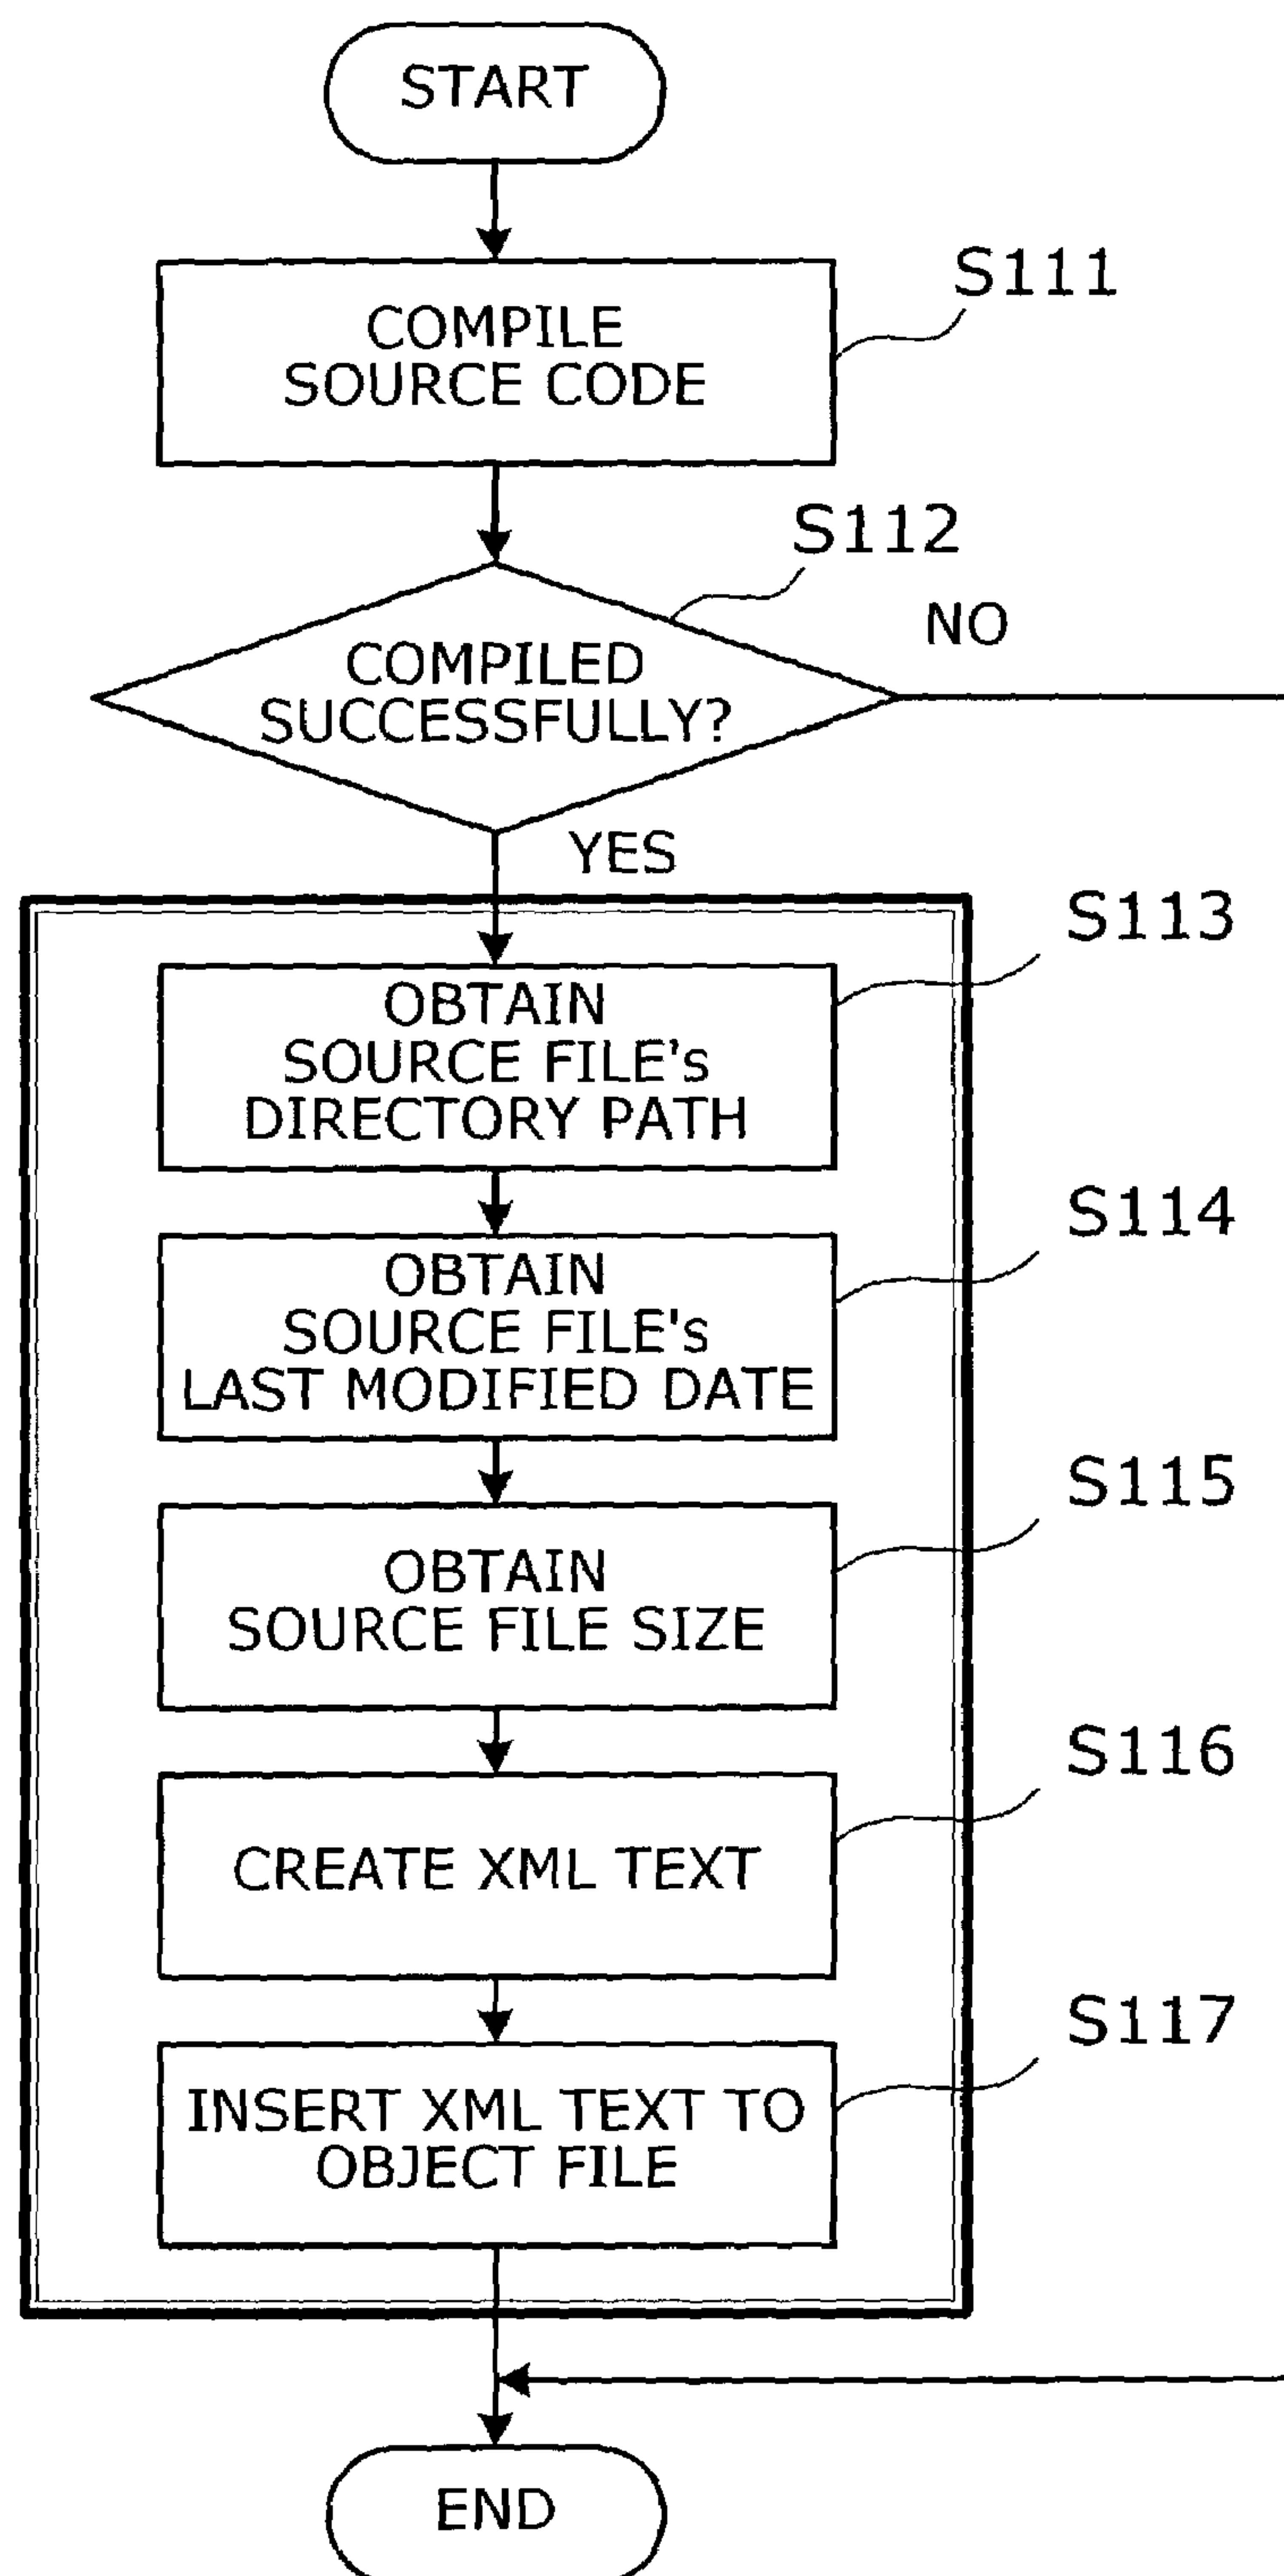 START
S111
COMPILE
SOURCE CODE
S112
NO
COMPILED
SUCCESSFULLY?
YES
S113
OBTAIN
SOURCE FILE's
DIRECTORY PATH
S114
OBTAIN
SOURCE FILE's
LAST MODIFIED DATE
S115
OBTAIN
SOURCE FILE SIZE
S116
CREATE XML TEXT
S117
INSERT XML TEXT TO
OBJECT FILE
END